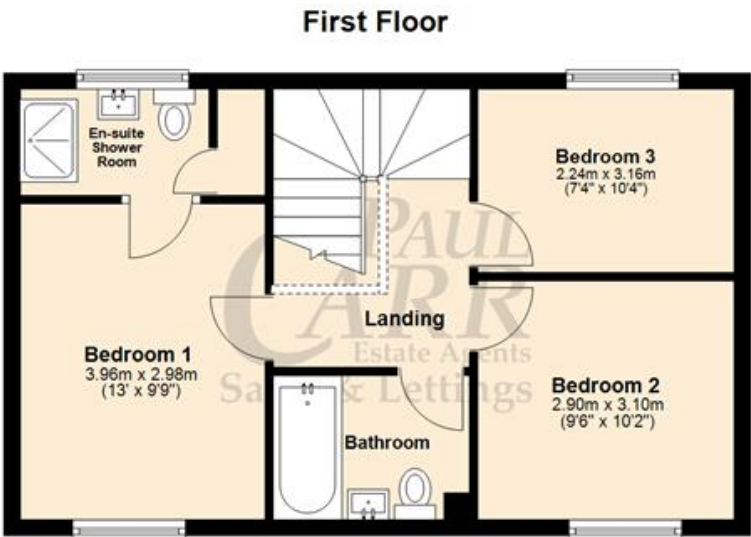 First Floor
En-suite
Shower
Room
Bedroom 3
2.24m x 3.16m
(7'4" x 10'4")
PAUL
CARR
Landing
Estate Agents
Sales & Lettings
Bedroom 1
3.96m x 2.98m
(13' x 9'9")
Bedroom 2
2.90m x 3.10m
(9'6" x 10'2")
Bathroom